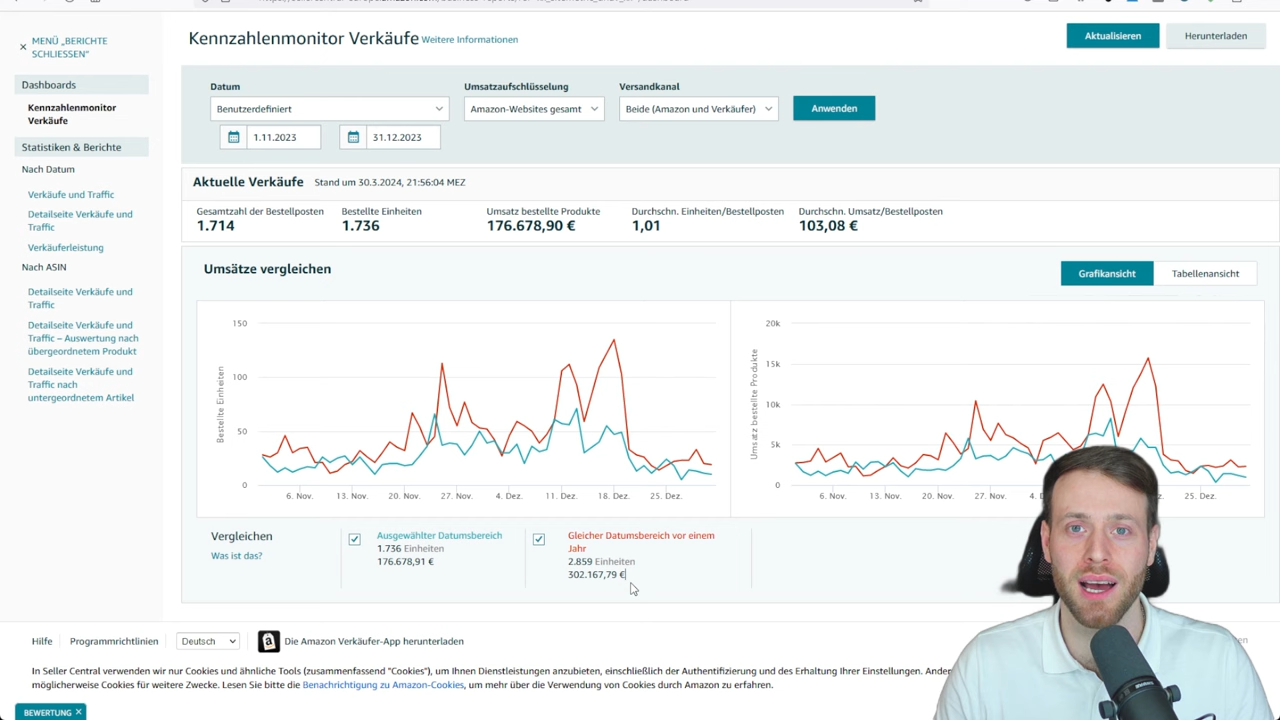 MENÜ „BERICHTE
SCHLIESSEN"
Dashboards
Kennzahlenmonitor
Verkäufe
Statistiken & Berichte
Nach Datum
Verkäufe und Traffic
Detailseite Verkäufe und
Traffic
Verkäuferleistung
Nach ASIN
Detailseite Verkäufe und
Traffic
Detailseite Verkäufe und
Traffic – Auswertung nach
übergeordnetem Produkt
Detailseite Verkäufe und
Traffic nach
untergeordnetem Artikel
Kennzahlenmonitor Verkäufe Weitere Informationen
Aktualisieren
Herunterladen
Datum
Umsatzaufschlüsselung
Versandkanal
Benutzerdefiniert
Amazon-Websites gesamt
Beide (Amazon und Verkäufer)
Anwenden
1.11.2023
31.12.2023
Aktuelle Verkäufe Stand um 30.3.2024, 21:56:04 MEZ
Gesamtzahl der Bestellposten
1.714
Bestellte Einheiten
1.736
Umsatz bestellte Produkte
176.678,90 €
Durchschn. Einheiten/Bestellposten
1,01
Durchschn. Umsatz/Bestellposten
103,08 €
Umsätze vergleichen
Grafikansicht
Tabellenansicht
Bestellte Einheiten
150
100
50
0
6. Nov. 13. Nov. 20. Nov. 27. Nov. 4. Dez. 11. Dez. 18. Dez. 25. Dez.
Umsatz bestellte Produkte
20k
15k
10k
5k
0
6. Nov. 13. Nov. 20. Nov. 27. Nov. 25. Dez.
Vergleichen
Was ist das?
Ausgewählter Datumsbereich
1.736 Einheiten
176.678,91 €
Gleicher Datumsbereich vor einem
Jahr
2.859 Einheiten
302.167,79 €
Hilfe
Programmrichtlinien
Deutsch
Die Amazon Verkäufer-App herunterladen
In Seller Central verwenden wir nur Cookies und ähnliche Tools (zusammenfassend "Cookies"), um Ihnen Dienstleistungen anzubieten, einschließlich der Authentifizierung und des Erhaltung Ihrer Einstellungen.
möglicherweise Cookies für weitere Zwecke. Lesen Sie bitte die Benachrichtigung zu Amazon-Cookies, um mehr über die Verwendung von Cookies durch Amazon zu erfahren.
BEWERTUNG